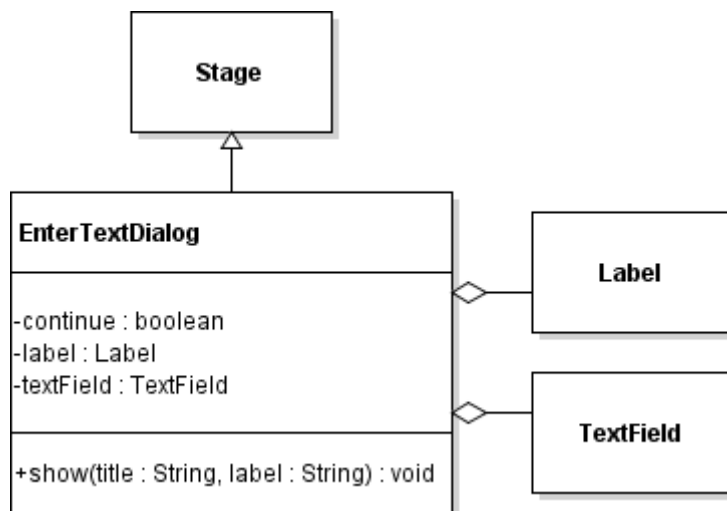 Stage
EnterTextDialog
-continue : boolean
-label : Label
-textField : TextField
+show(title : String, label : String) : void
Label
TextField